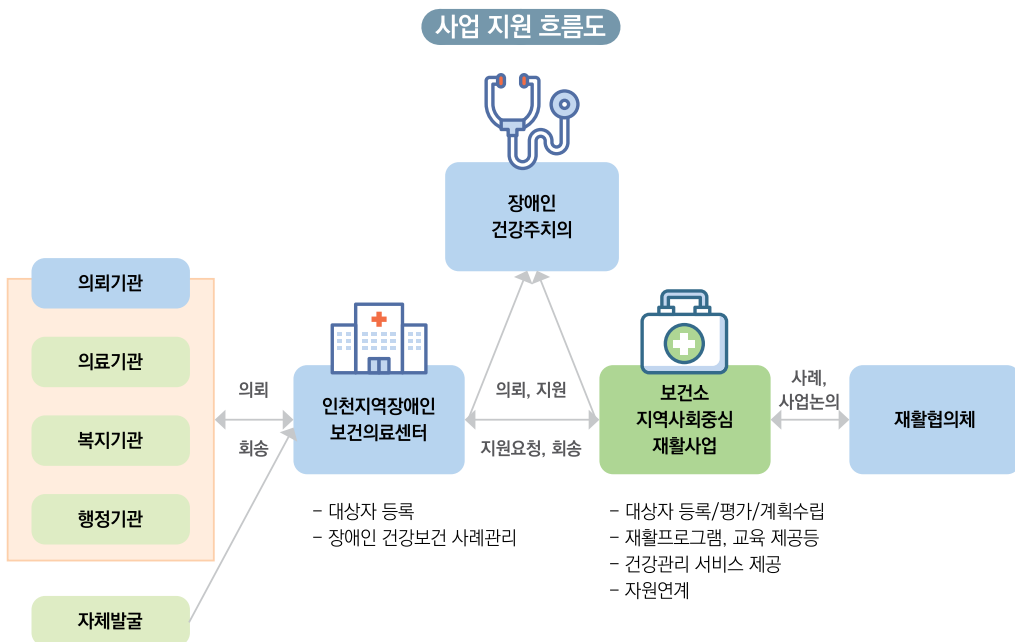 사업 지원 흐름도
장애인
건강주치의
의뢰기관
의료기관
복지기관
행정기관
자체발굴
의뢰
회송
인천지역장애인
보건의료센터
- 대상자 등록
- 장애인 건강보건 사례관리
의뢰, 지원
지원요청, 회송
보건소
지역사회중심
재활사업
- 대상자 등록/평가/계획수립
- 재활프로그램, 교육 제공등
- 건강관리 서비스 제공
- 자원연계
사례,
사업논의
재활협의체